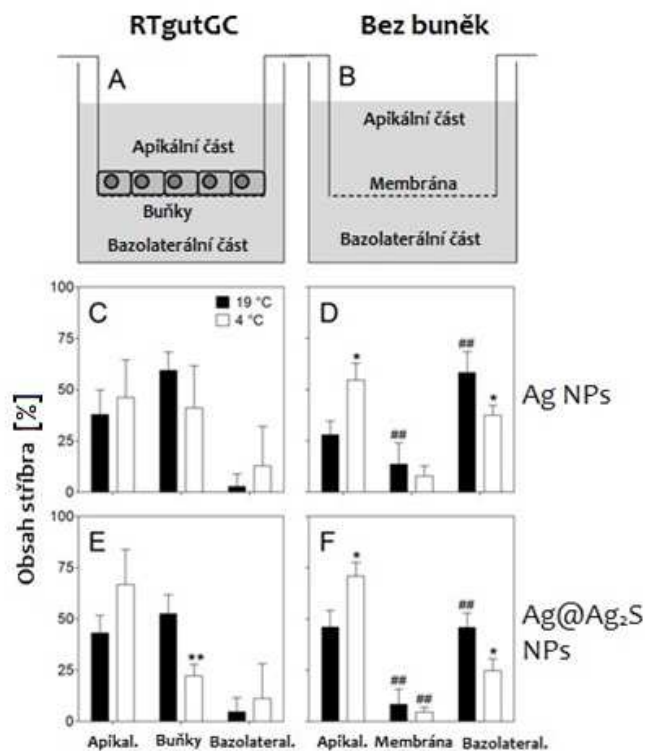 RTgutGC
Bez buněk
A
Apikální část
Buňky
Bazolaterální část
B
Apikální část
Membrána
Bazolaterální část
Obsah stříbra [%]
100
75
50
25
0
C
19 °C
4 °C
D
*
##
##
*
Ag NPs
100
75
50
25
0
E
**
F
*
##
##
##
*
Ag@Ag₂S
NPs
Apikal.
Buňky
Bazolateral.
Apikal.
Membrána
Bazolateral.